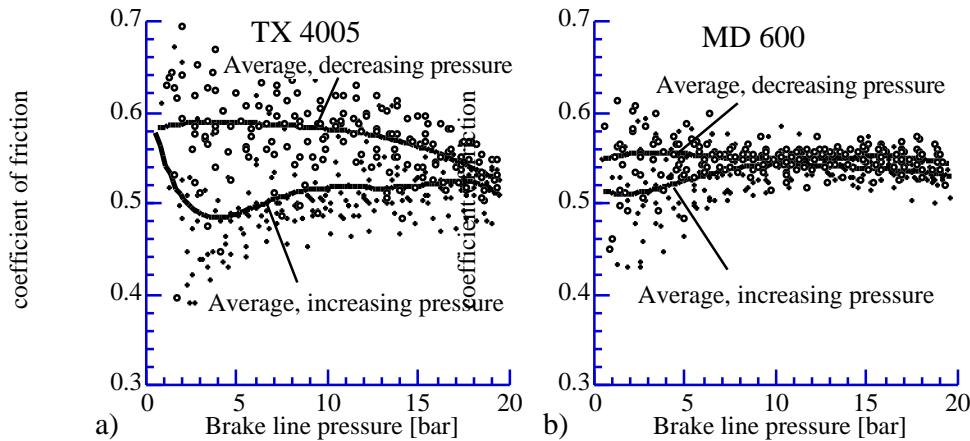 TX 4005
Average, decreasing pressure
Average, increasing pressure
coefficient of friction
0.7
0.6
0.5
0.4
0.3
0
5
10
15
20
Brake line pressure [bar]
a)
MD 600
Average, decreasing pressure
Average, increasing pressure
coefficient of friction
0.7
0.6
0.5
0.4
0.3
0
5
10
15
20
Brake line pressure [bar]
b)